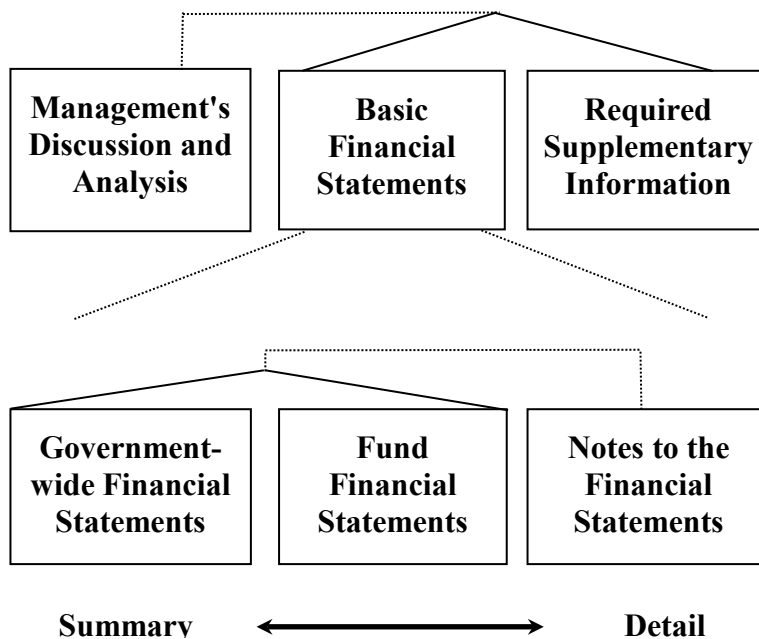 Management's
Discussion and
Analysis
Basic
Financial
Statements
Required
Supplementary
Information
Government-
wide Financial
Statements
Fund
Financial
Statements
Notes to the
Financial
Statements
Summary
Detail